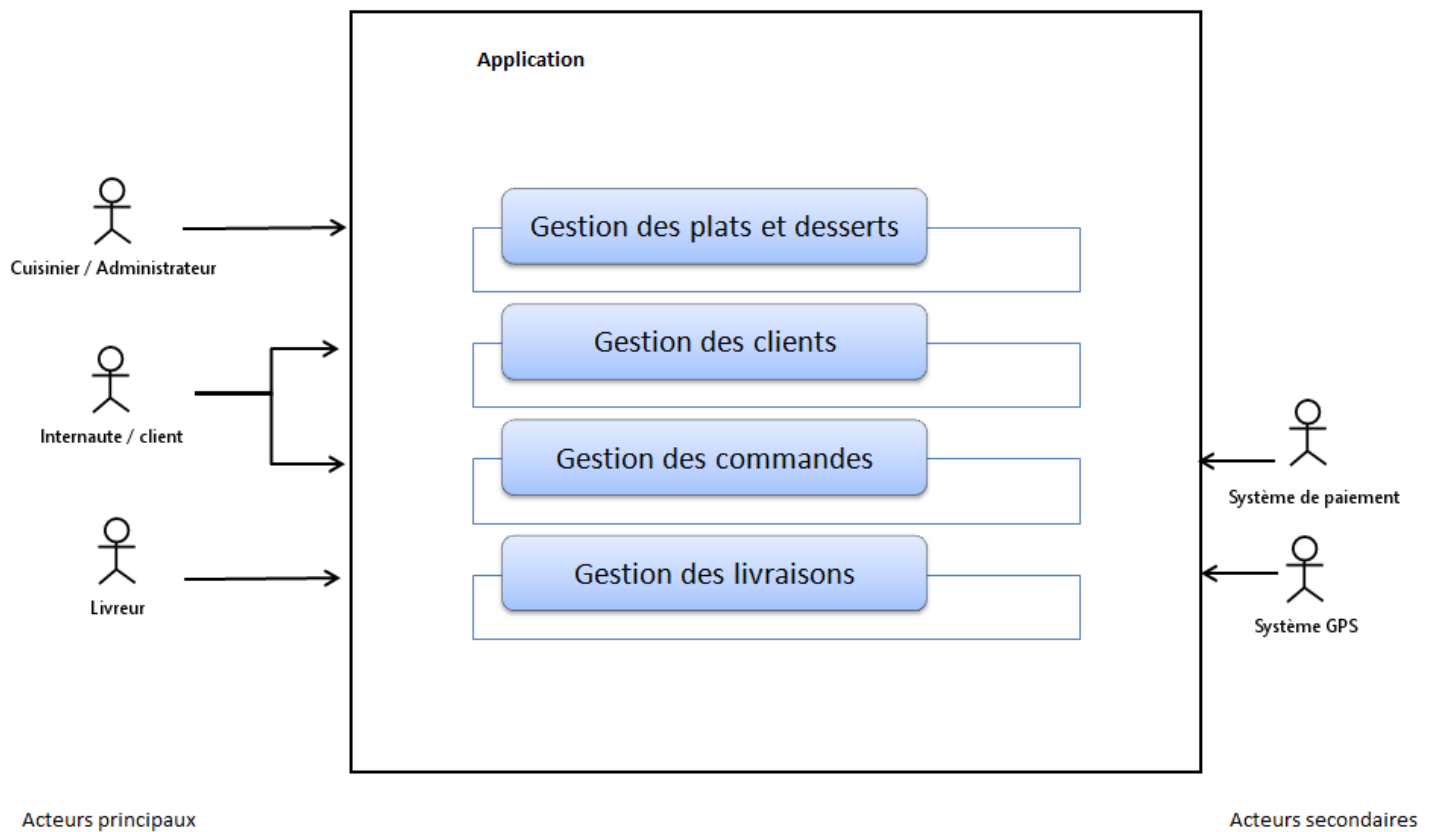 Application
Cuisinier / Administrateur
Gestion des plats et desserts
Internaute / client
Gestion des clients
Gestion des commandes
Système de paiement
Livreur
Gestion des livraisons
Système GPS
Acteurs principaux
Acteurs secondaires